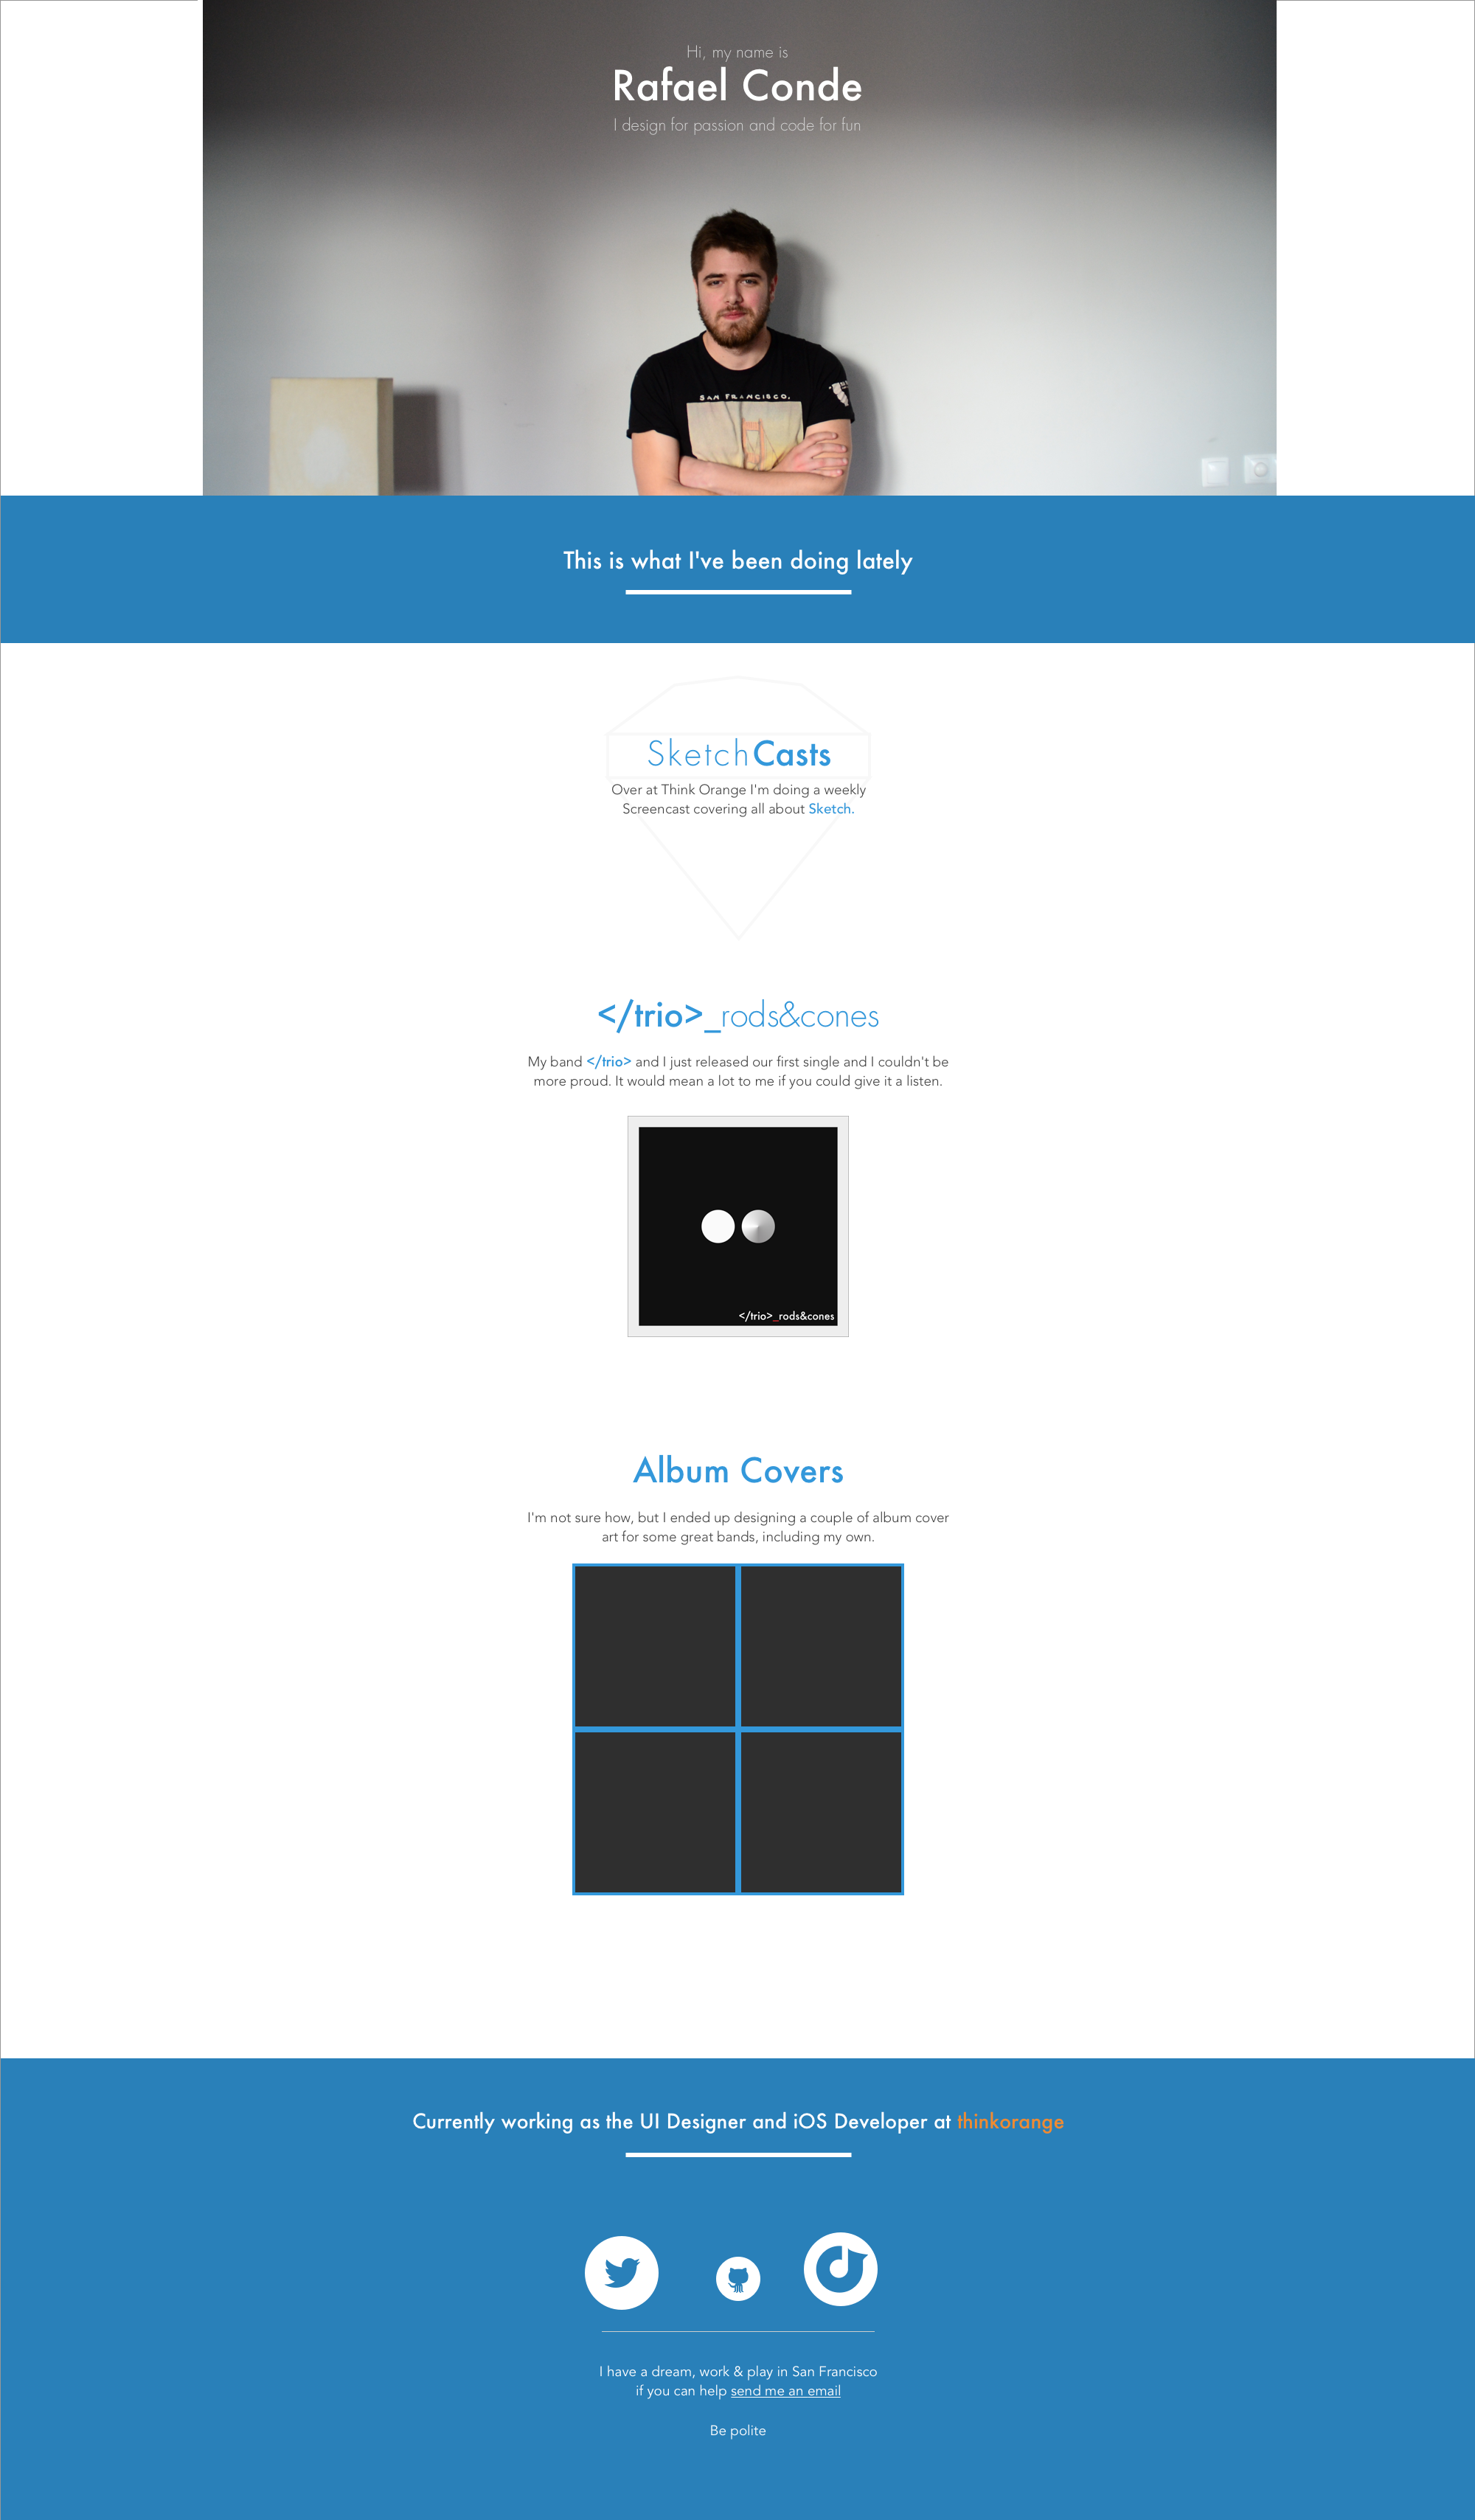 Hi, my name is
Rafael Conde
I design for passion and code for fun
SAN FRANCISCO.
This is what I've been doing lately
SketchCasts
Over at Think Orange I'm doing a weekly
Screencast covering all about Sketch.
</trio>_rods&cones
My band </trio> and I just released our first single and I couldn't be
more proud. It would mean a lot to me if you could give it a listen.
</trio>_rods&cones
Album Covers
I'm not sure how, but I ended up designing a couple of album cover
art for some great bands, including my own.
Currently working as the UI Designer and iOS Developer at thinkorange
I have a dream, work & play in San Francisco
if you can help send me an email
Be polite